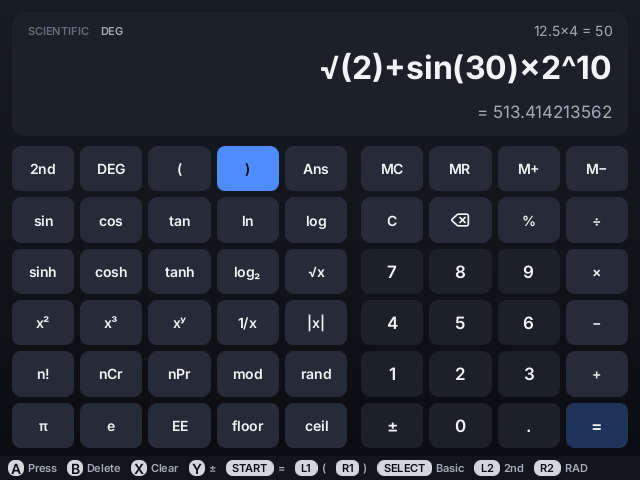 SCIENTIFIC DEG 12.5×4 = 50
√(2)+sin(30)×2^10
= 513.414213562
2nd DEG ( ) Ans MC MR M+ M−
sin cos tan ln log C % ÷
sinh cosh tanh log₂ √x 7 8 9 ×
x² x³ xʸ 1/x |x| 4 5 6 −
n! nCr nPr mod rand 1 2 3 +
π e EE floor ceil ± 0 . =
A Press B Delete X Clear Y ± START = L1 ( R1 ) SELECT Basic L2 2nd R2 RAD